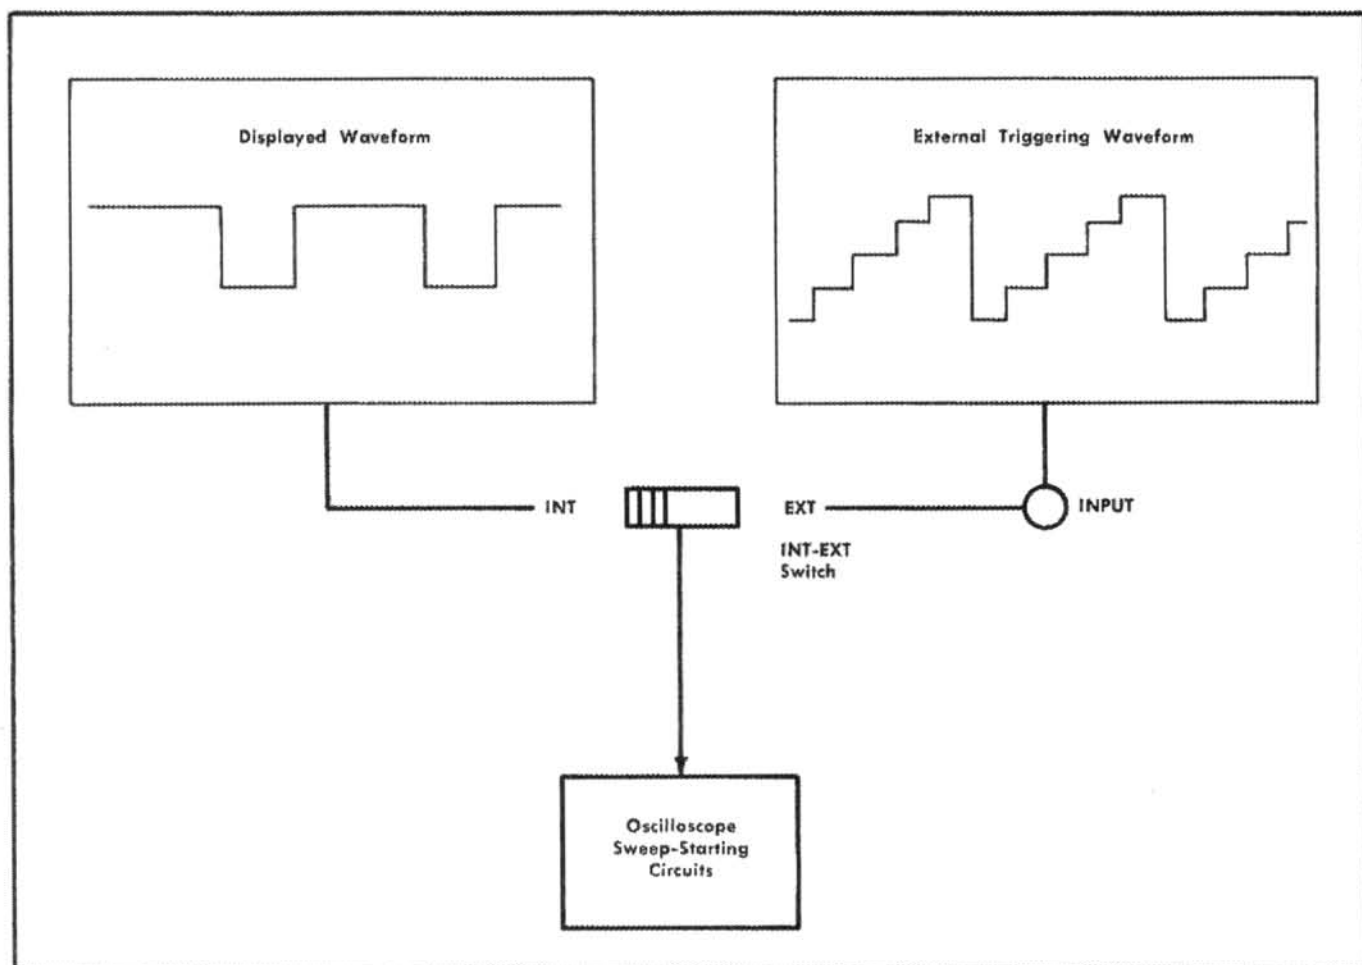 Displayed Waveform
External Triggering Waveform
INT
EXT
INPUT
INT-EXT
Switch
Oscilloscope
Sweep-Starting
Circuits